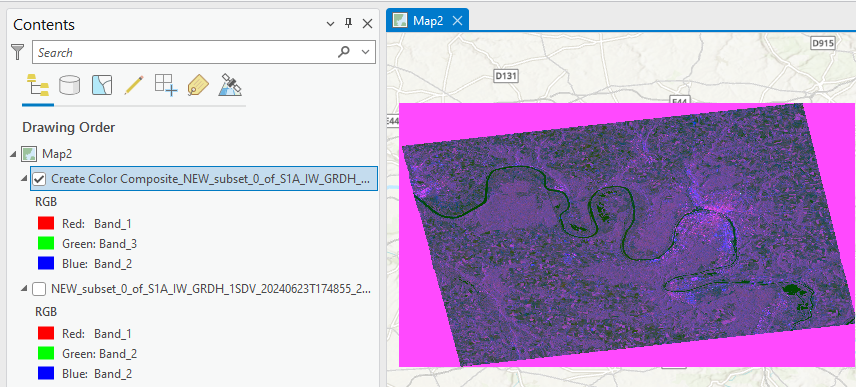 Contents
Search
Drawing Order
Map2
Create Color Composite_NEW_subset_0_of_S1A_IW_GRDH_...
RGB
Red: Band_1
Green: Band_3
Blue: Band_2
NEW_subset_0_of_S1A_IW_GRDH_1SDV_20240623T174855_2...
RGB
Red: Band_1
Green: Band_2
Blue: Band_2
Map2
D915
D131
E44
E44